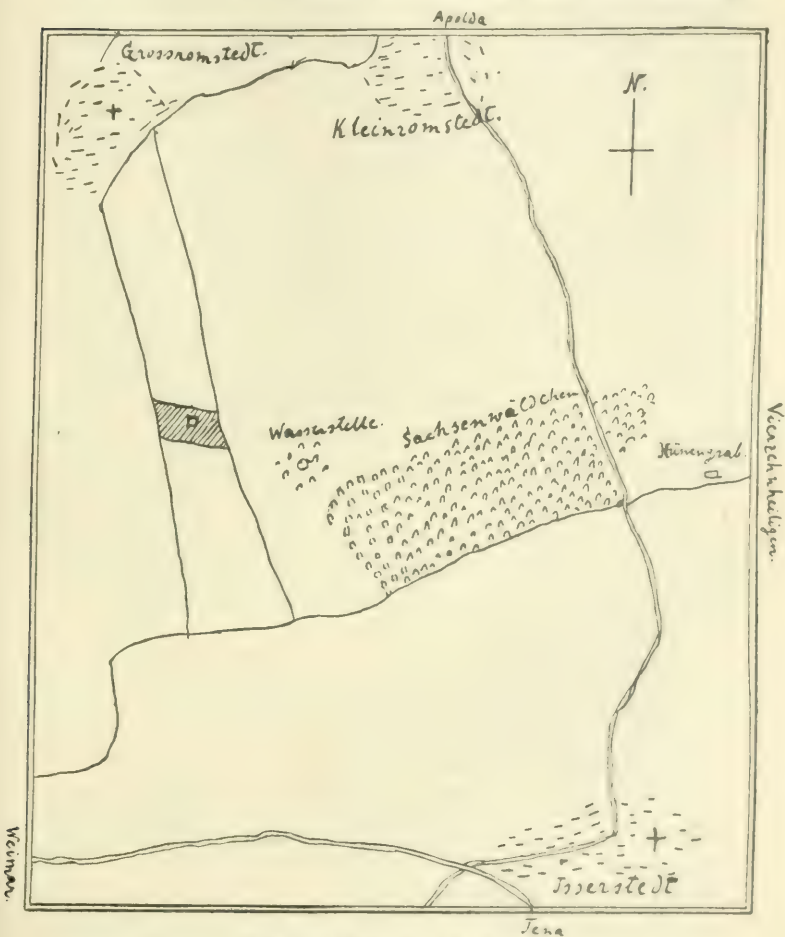 Apolda
Grossromstedt.
Kleinromstedt.
N.
Wasserstelle.
Sachsenwäldchen
Hünengrab.
Vierzehnheiligen.
Weimar.
Isserstedt
Jena